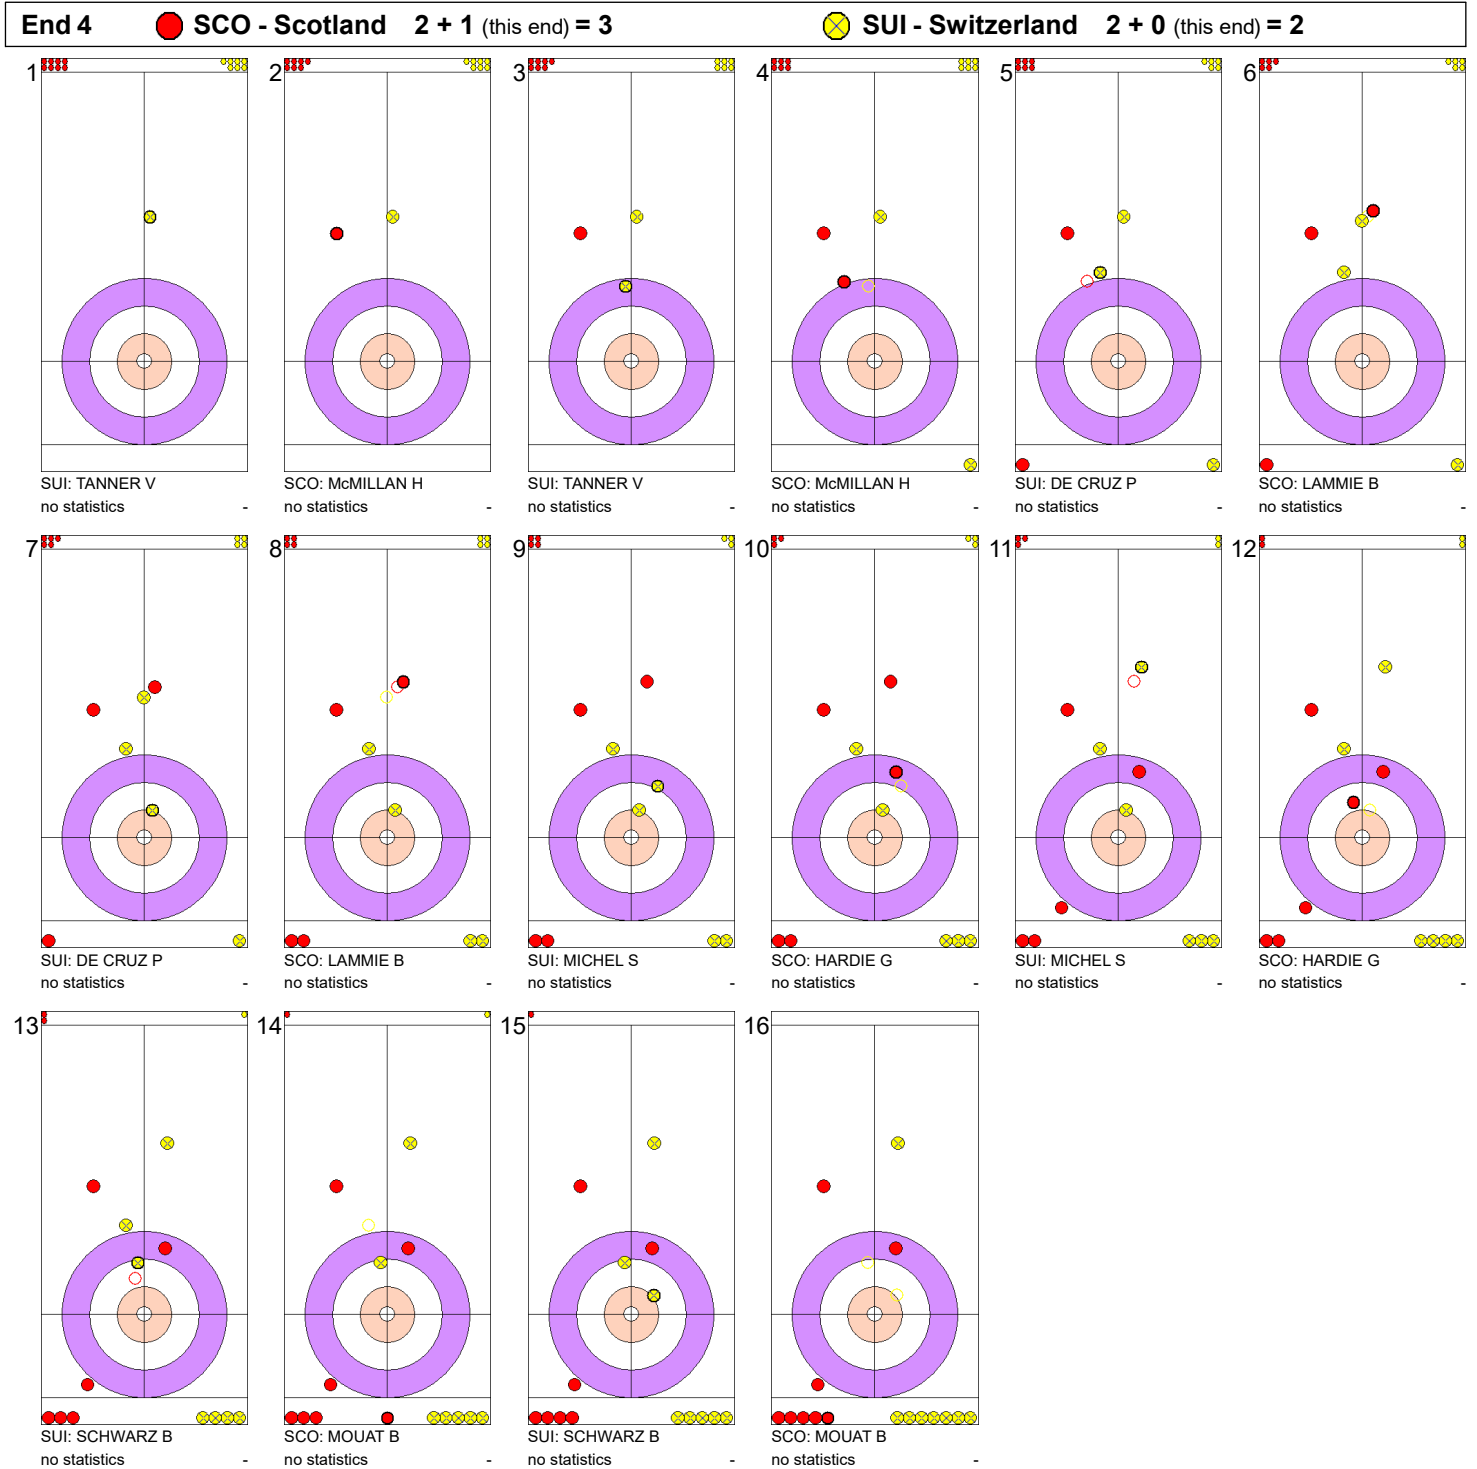 End 4 SCO - Scotland 2 + 1 (this end) = 3 SUI - Switzerland 2 + 0 (this end) = 2
1 2 3 4 5 6
SUI: TANNER V SCO: McMILLAN H SUI: TANNER V SCO: McMILLAN H SUI: DE CRUZ P SCO: LAMMIE B
no statistics - no statistics - no statistics - no statistics - no statistics - no statistics -
7 8 9 10 11 12
SUI: DE CRUZ P SCO: LAMMIE B SUI: MICHEL S SCO: HARDIE G SUI: MICHEL S SCO: HARDIE G
no statistics - no statistics - no statistics - no statistics - no statistics - no statistics -
13 14 15 16
SUI: SCHWARZ B SCO: MOUAT B SUI: SCHWARZ B SCO: MOUAT B
no statistics - no statistics - no statistics - no statistics -